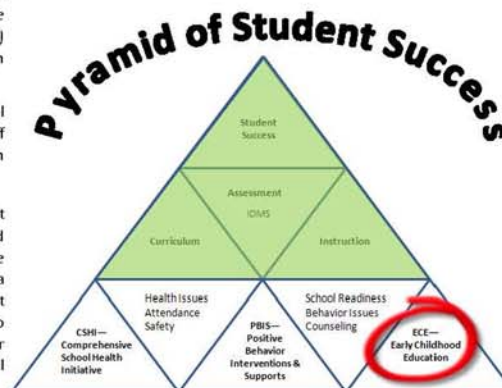 Pyramid of Student Success
Student
Success
Assessment
IDMS
Curriculum
Instruction
CSHI—
Comprehensive
School Health
Initiative
Health Issues
Attendance
Safety
PBIS—
Positive
Behavior
Interventions &
Supports
School Readiness
Behavior Issues
Counseling
ECE—
Early Childhood
Education